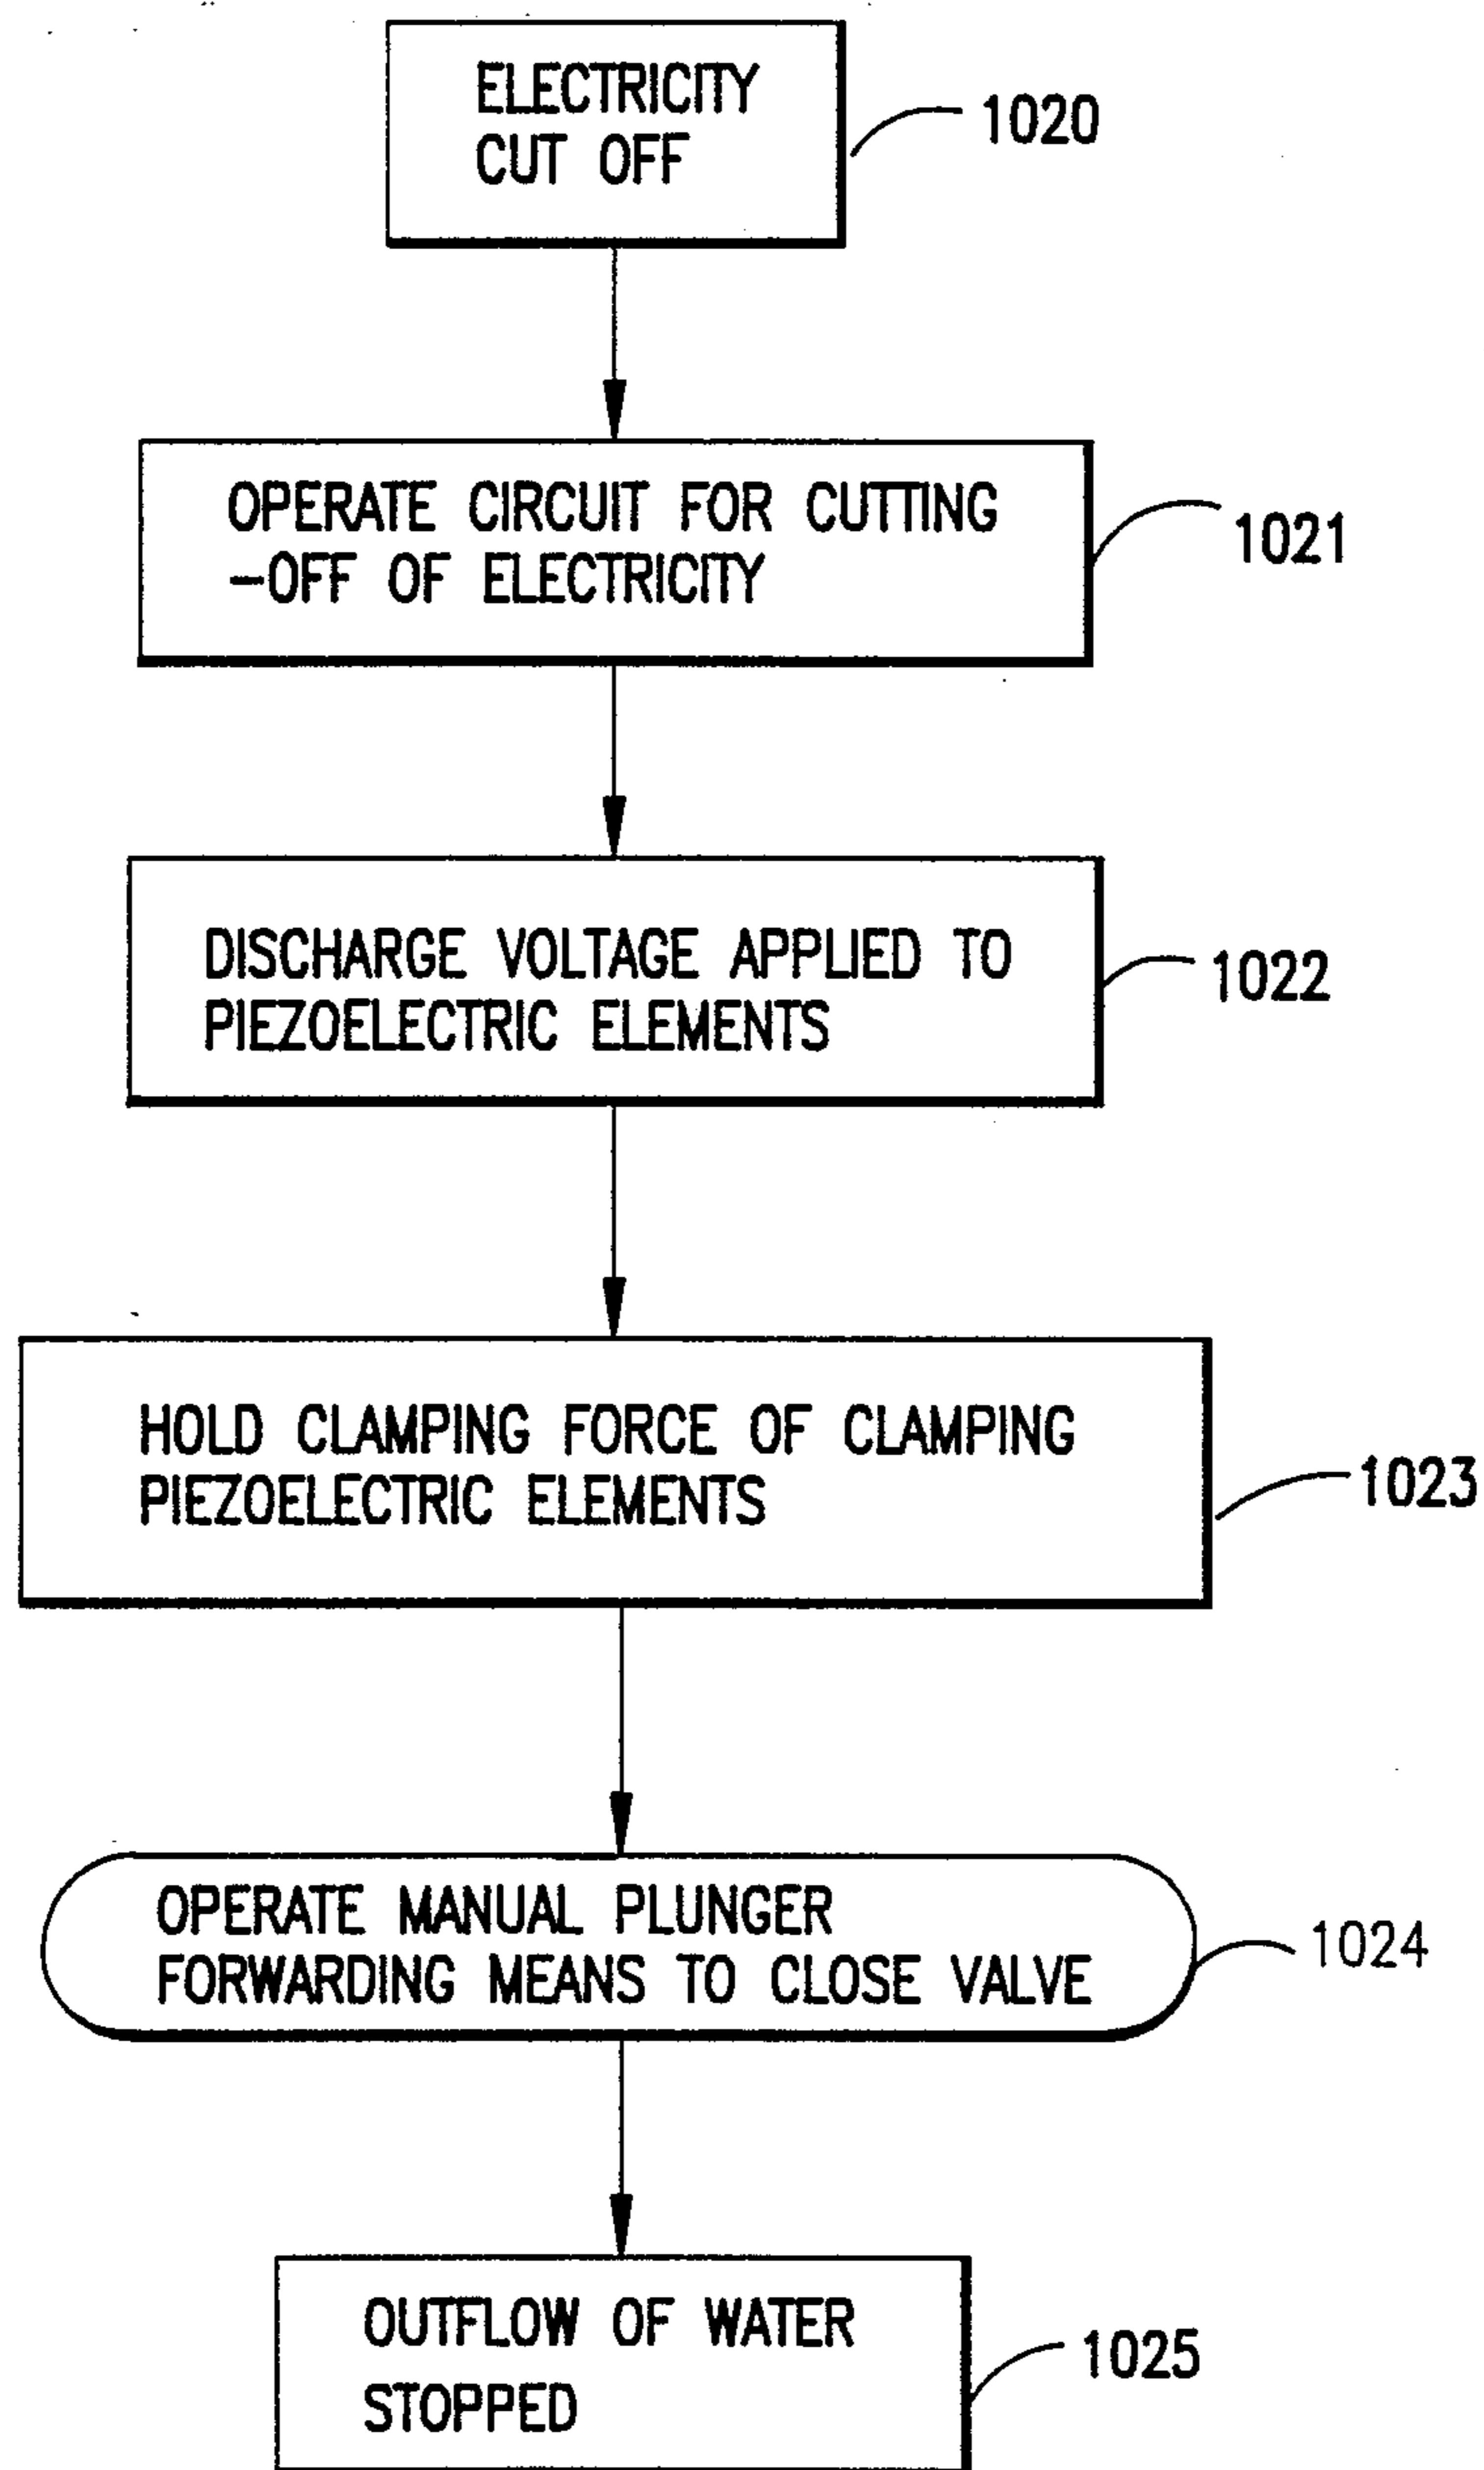 ELECTRICITY
CUT OFF
1020
OPERATE CIRCUIT FOR CUTTING
-OFF OF ELECTRICITY
1021
DISCHARGE VOLTAGE APPLIED TO
PIEZOELECTRIC ELEMENTS
1022
HOLD CLAMPING FORCE OF CLAMPING
PIEZOELECTRIC ELEMENTS
1023
OPERATE MANUAL PLUNGER
FORWARDING MEANS TO CLOSE VALVE
1024
OUTFLOW OF WATER
STOPPED
1025